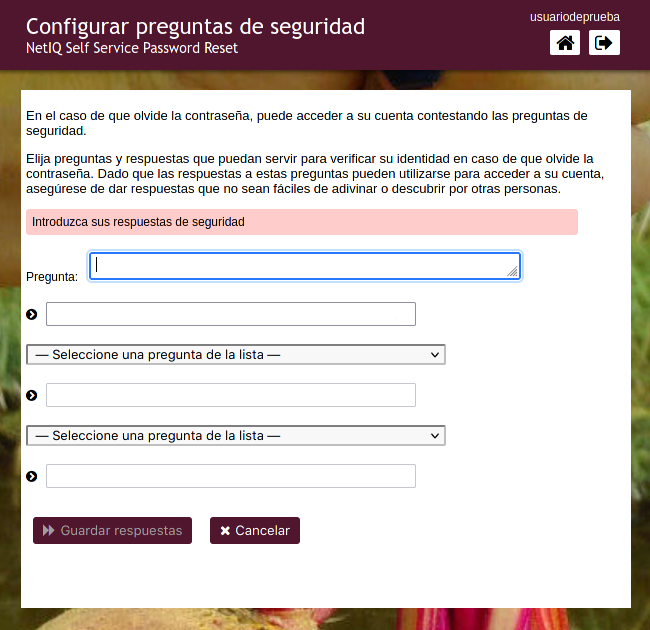 Configurar preguntas de seguridad
usuariodeprueba
NetIQ Self Service Password Reset
En el caso de que olvide la contraseña, puede acceder a su cuenta contestando las preguntas de
seguridad.
Elija preguntas y respuestas que puedan servir para verificar su identidad en caso de que olvide la
contraseña. Dado que las respuestas a estas preguntas pueden utilizarse para acceder a su cuenta,
asegúrese de dar respuestas que no sean fáciles de adivinar o descubrir por otras personas.
Introduzca sus respuestas de seguridad
Pregunta:
— Seleccione una pregunta de la lista —
— Seleccione una pregunta de la lista —
Guardar respuestas
Cancelar